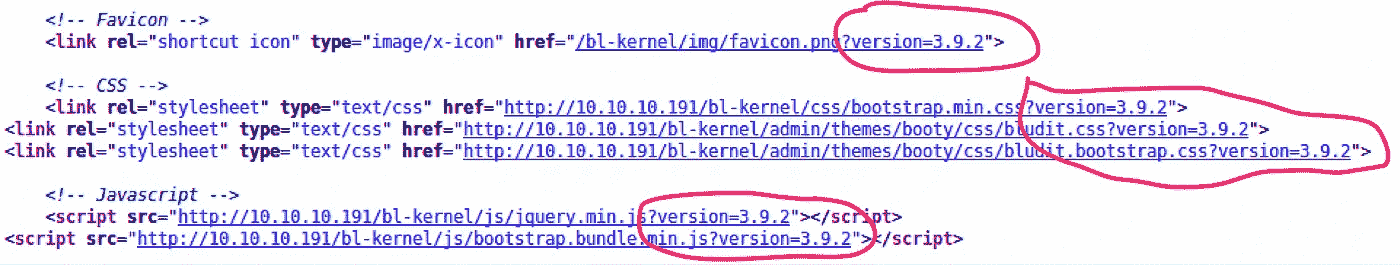 <!-- Favicon -->
<link rel="shortcut icon" type="image/x-icon" href="/bl-kernel/img/favicon.png?version=3.9.2">
<!-- CSS -->
<link rel="stylesheet" type="text/css" href="http://10.10.10.191/bl-kernel/css/bootstrap.min.css?version=3.9.2">
<link rel="stylesheet" type="text/css" href="http://10.10.10.191/bl-kernel/admin/themes/booty/css/bludit.css?version=3.9.2">
<link rel="stylesheet" type="text/css" href="http://10.10.10.191/bl-kernel/admin/themes/booty/css/bludit.bootstrap.css?version=3.9.2">
<!-- Javascript -->
<script src="http://10.10.10.191/bl-kernel/js/jquery.min.js?version=3.9.2"></script>
<script src="http://10.10.10.191/bl-kernel/js/bootstrap.bundle.min.js?version=3.9.2"></script>